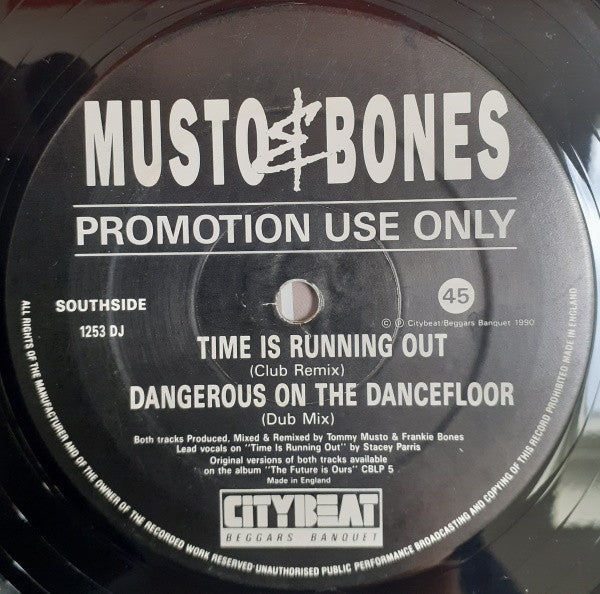 MUSTO & BONES
PROMOTION USE ONLY
SOUTHSIDE
1253 DJ
45
© ℗ Citybeat/Beggars Banquet 1990
TIME IS RUNNING OUT
(Club Remix)
DANGEROUS ON THE DANCEFLOOR
(Dub Mix)
Both tracks Produced, Mixed & Remixed by Tommy Musto & Frankie Bones
Lead vocals on "Time Is Running Out" by Stacey Parris
Original versions of both tracks available
on the album "The Future is Ours" CBLP 5
Made in England
CITYBEAT
BEGGARS BANQUET
ALL RIGHTS OF THE MANUFACTURER AND OF THE OWNER OF THE RECORDED WORK RESERVED UNAUTHORISED PUBLIC PERFORMANCE BROADCASTING AND COPYING OF THIS RECORD PROHIBITED MADE IN ENGLAND